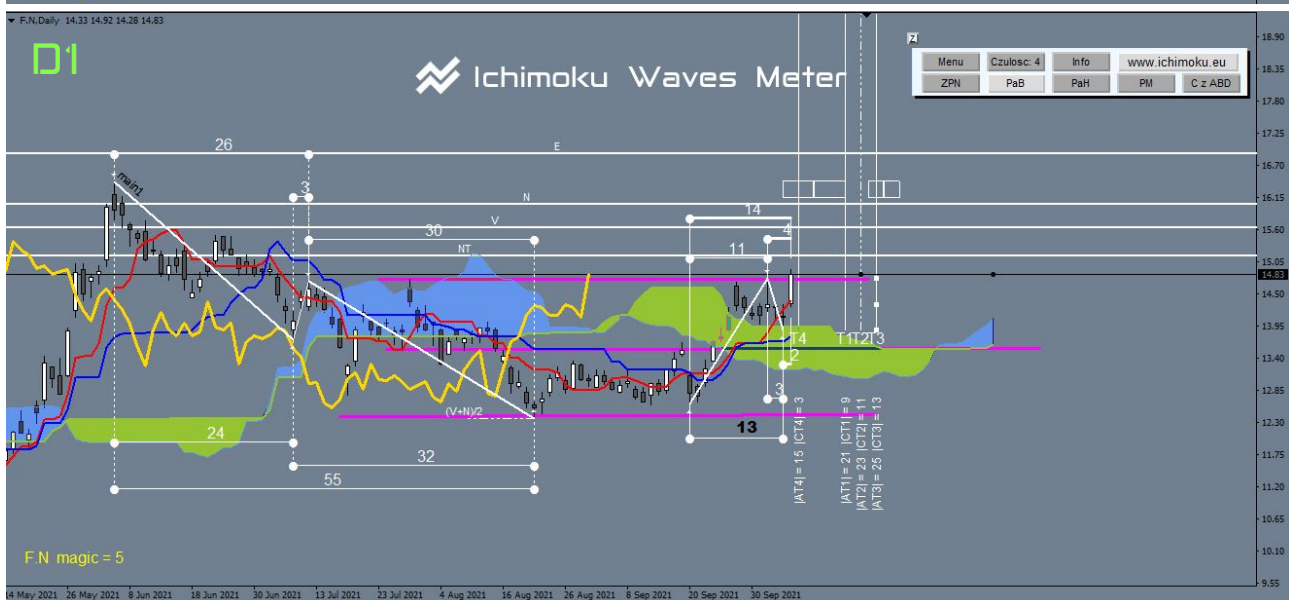 F.N,Daily 14.33 14.92 14.28 14.83
D1
Ichimoku Waves Meter
Z
Menu
Czulosc: 4
Info
www.ichimoku.eu
ZPN
PaB
PaH
PM
C z ABD
18.90
18.35
17.80
17.25
16.70
16.15
15.60
15.05
14.83
14.50
13.95
13.40
12.85
12.30
11.75
11.20
10.65
10.10
9.55
26
E
main1
3
N
14
V
30
4
NT
11
T4
T1T2T3
2
3
(V+N)/2
13
24
32
55
|AT4| = 15 |CT4| = 3
|AT1| = 21 |CT1| = 9
|AT2| = 23 |CT2| = 11
|AT3| = 25 |CT3| = 13
F.N magic = 5
14 May 2021 26 May 2021 8 Jun 2021 18 Jun 2021 30 Jun 2021 13 Jul 2021 23 Jul 2021 4 Aug 2021 16 Aug 2021 26 Aug 2021 8 Sep 2021 20 Sep 2021 30 Sep 2021